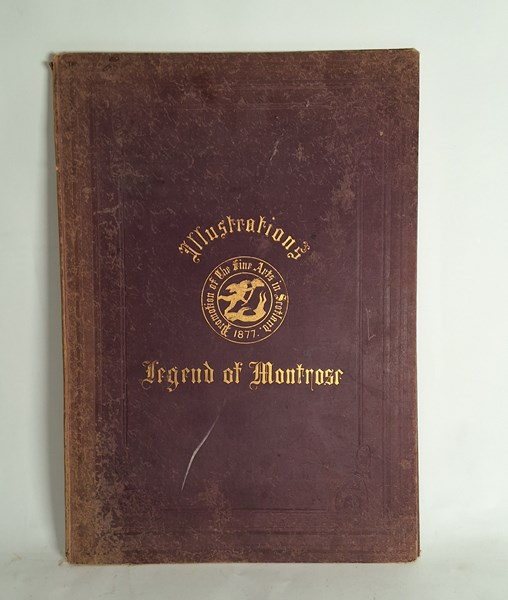 Illustrations
Promotion of The Fine Arts in Scotland.
1877.
Legend of Montrose